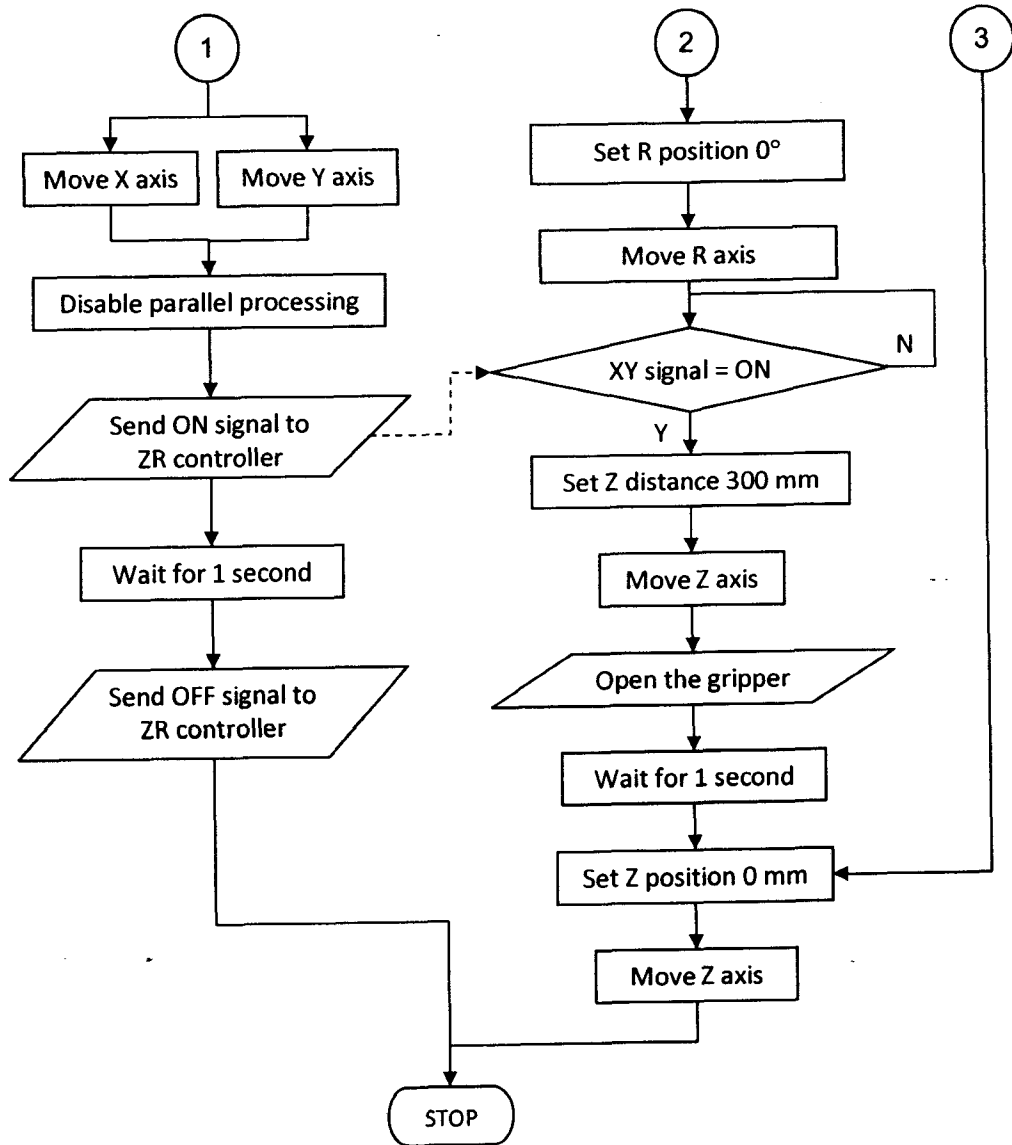 1
2
3
Move X axis
Move Y axis
Disable parallel processing
Send ON signal to
ZR controller
Wait for 1 second
Send OFF signal to
ZR controller
Set R position 0°
Move R axis
XY signal = ON
N
Y
Set Z distance 300 mm
Move Z axis
Open the gripper
Wait for 1 second
Set Z position 0 mm
Move Z axis
STOP